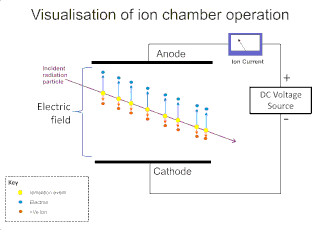 Visualisation of ion chamber operation
Anode
Ion Current
Incident
radiation
particle
+
Electric
field
DC Voltage
Source
-
Cathode
Key
Ionisation event
Electron
+Ve Ion